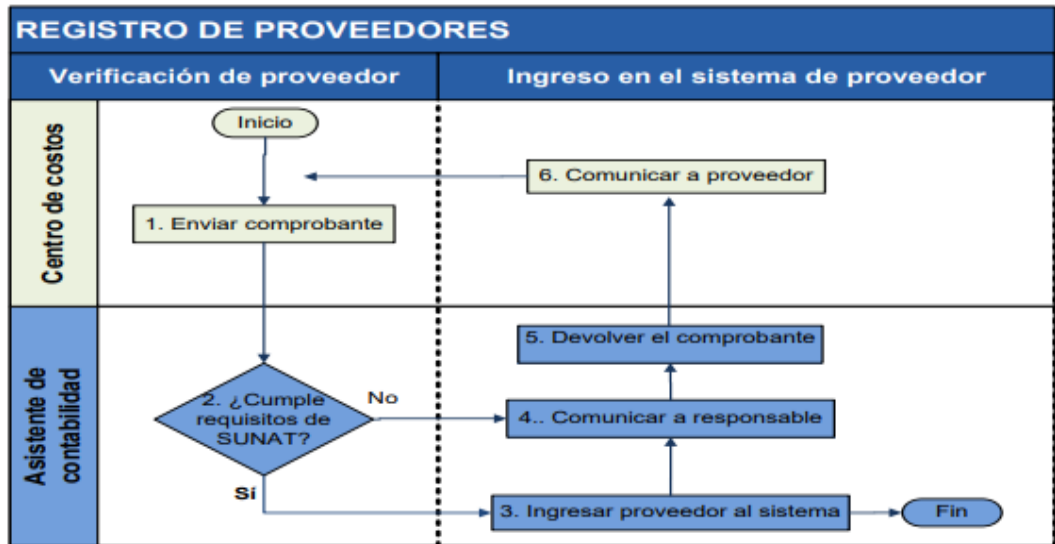 REGISTRO DE PROVEEDORES
Verificación de proveedor
Ingreso en el sistema de proveedor
Centro de costos
Inicio
6. Comunicar a proveedor
1. Enviar comprobante
Asistente de
contabilidad
5. Devolver el comprobante
2. ¿Cumple
requisitos de
SUNAT?
No
4.. Comunicar a responsable
Sí
3. Ingresar proveedor al sistema
Fin